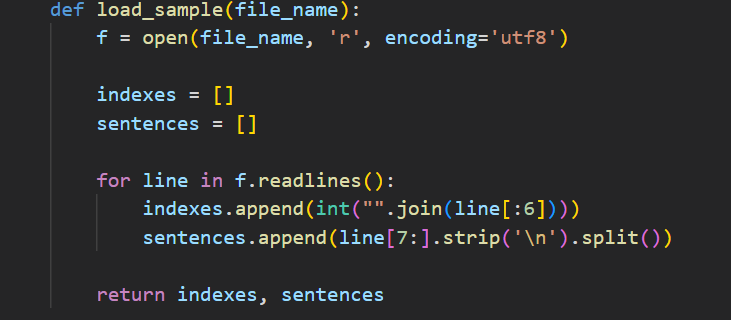 def load_sample(file_name):
    f = open(file_name, 'r', encoding='utf8')
    indexes = []
    sentences = []
    for line in f.readlines():
        indexes.append(int("".join(line[:6])))
        sentences.append(line[7:].strip('\n').split())
    return indexes, sentences